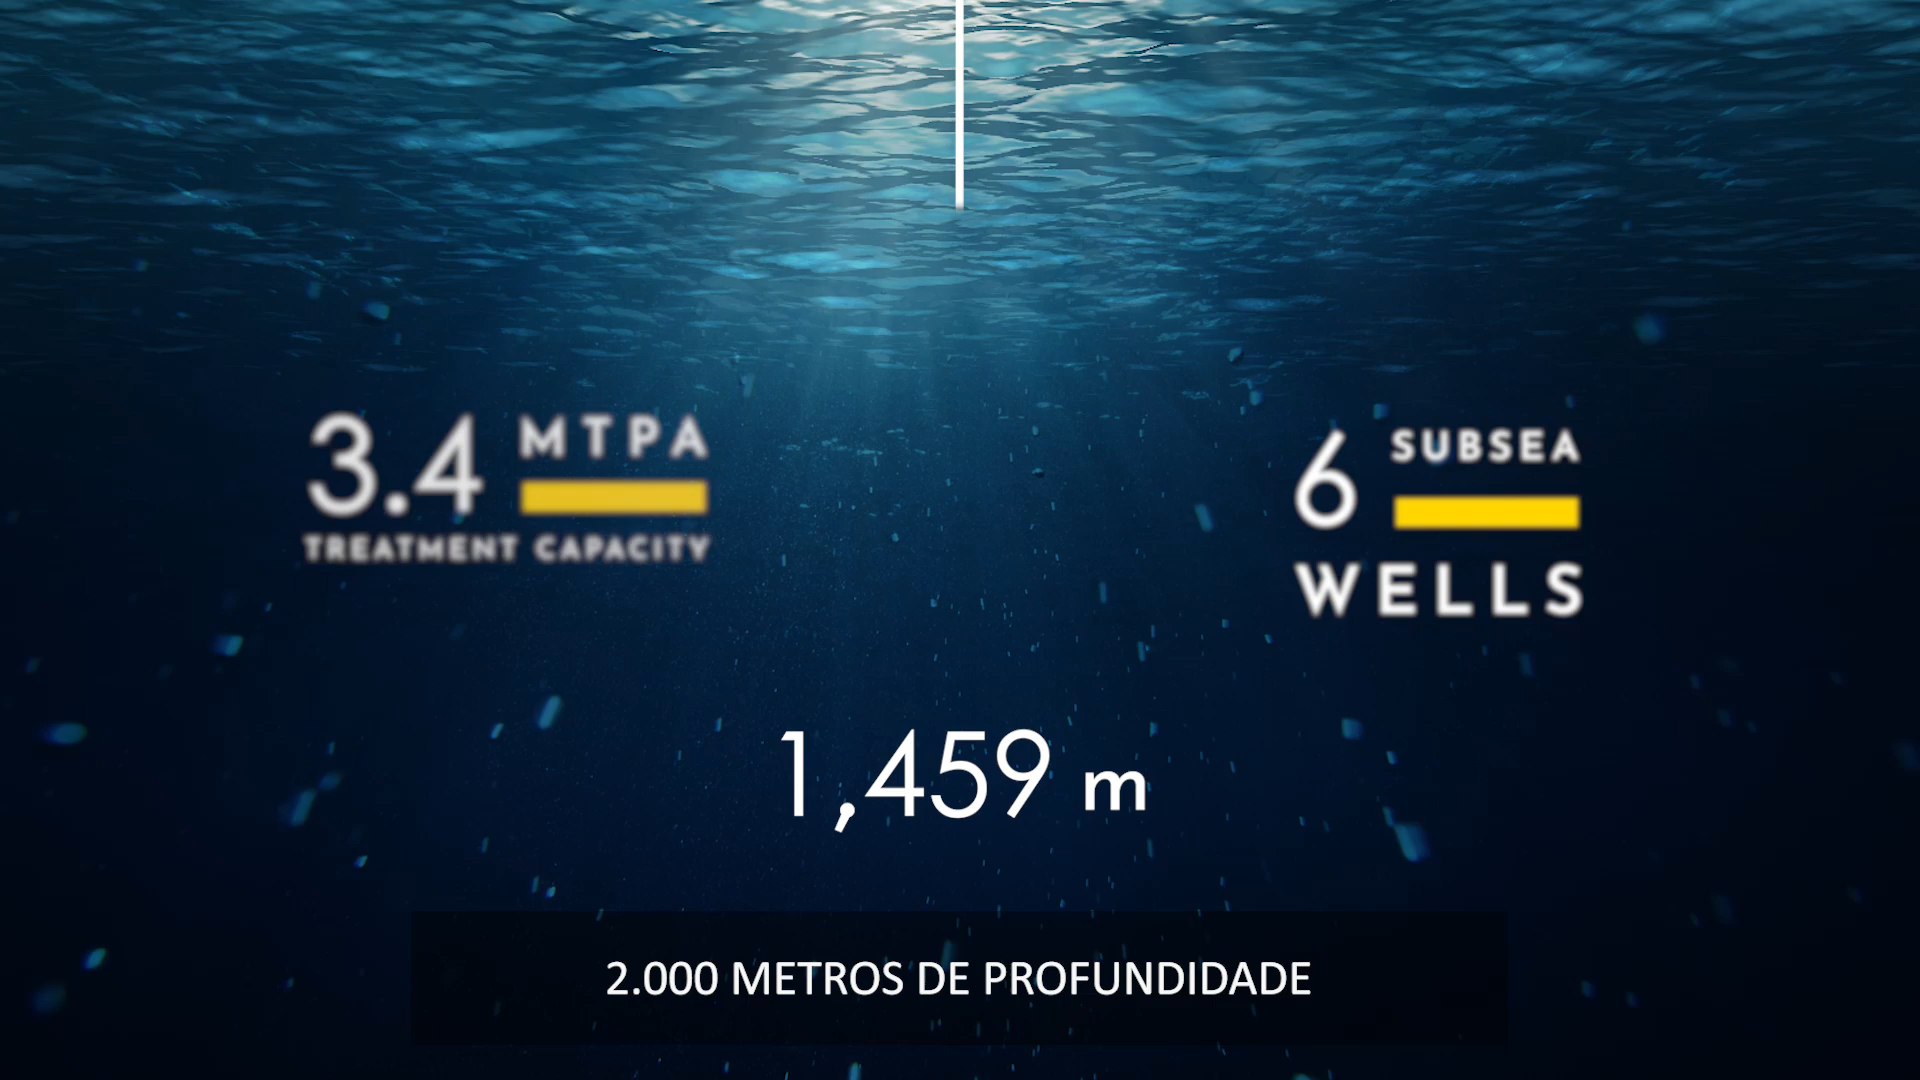 3.4 MTPA
TREATMENT CAPACITY
6 SUBSEA
WELLS
1,459 m
2.000 METROS DE PROFUNDIDADE